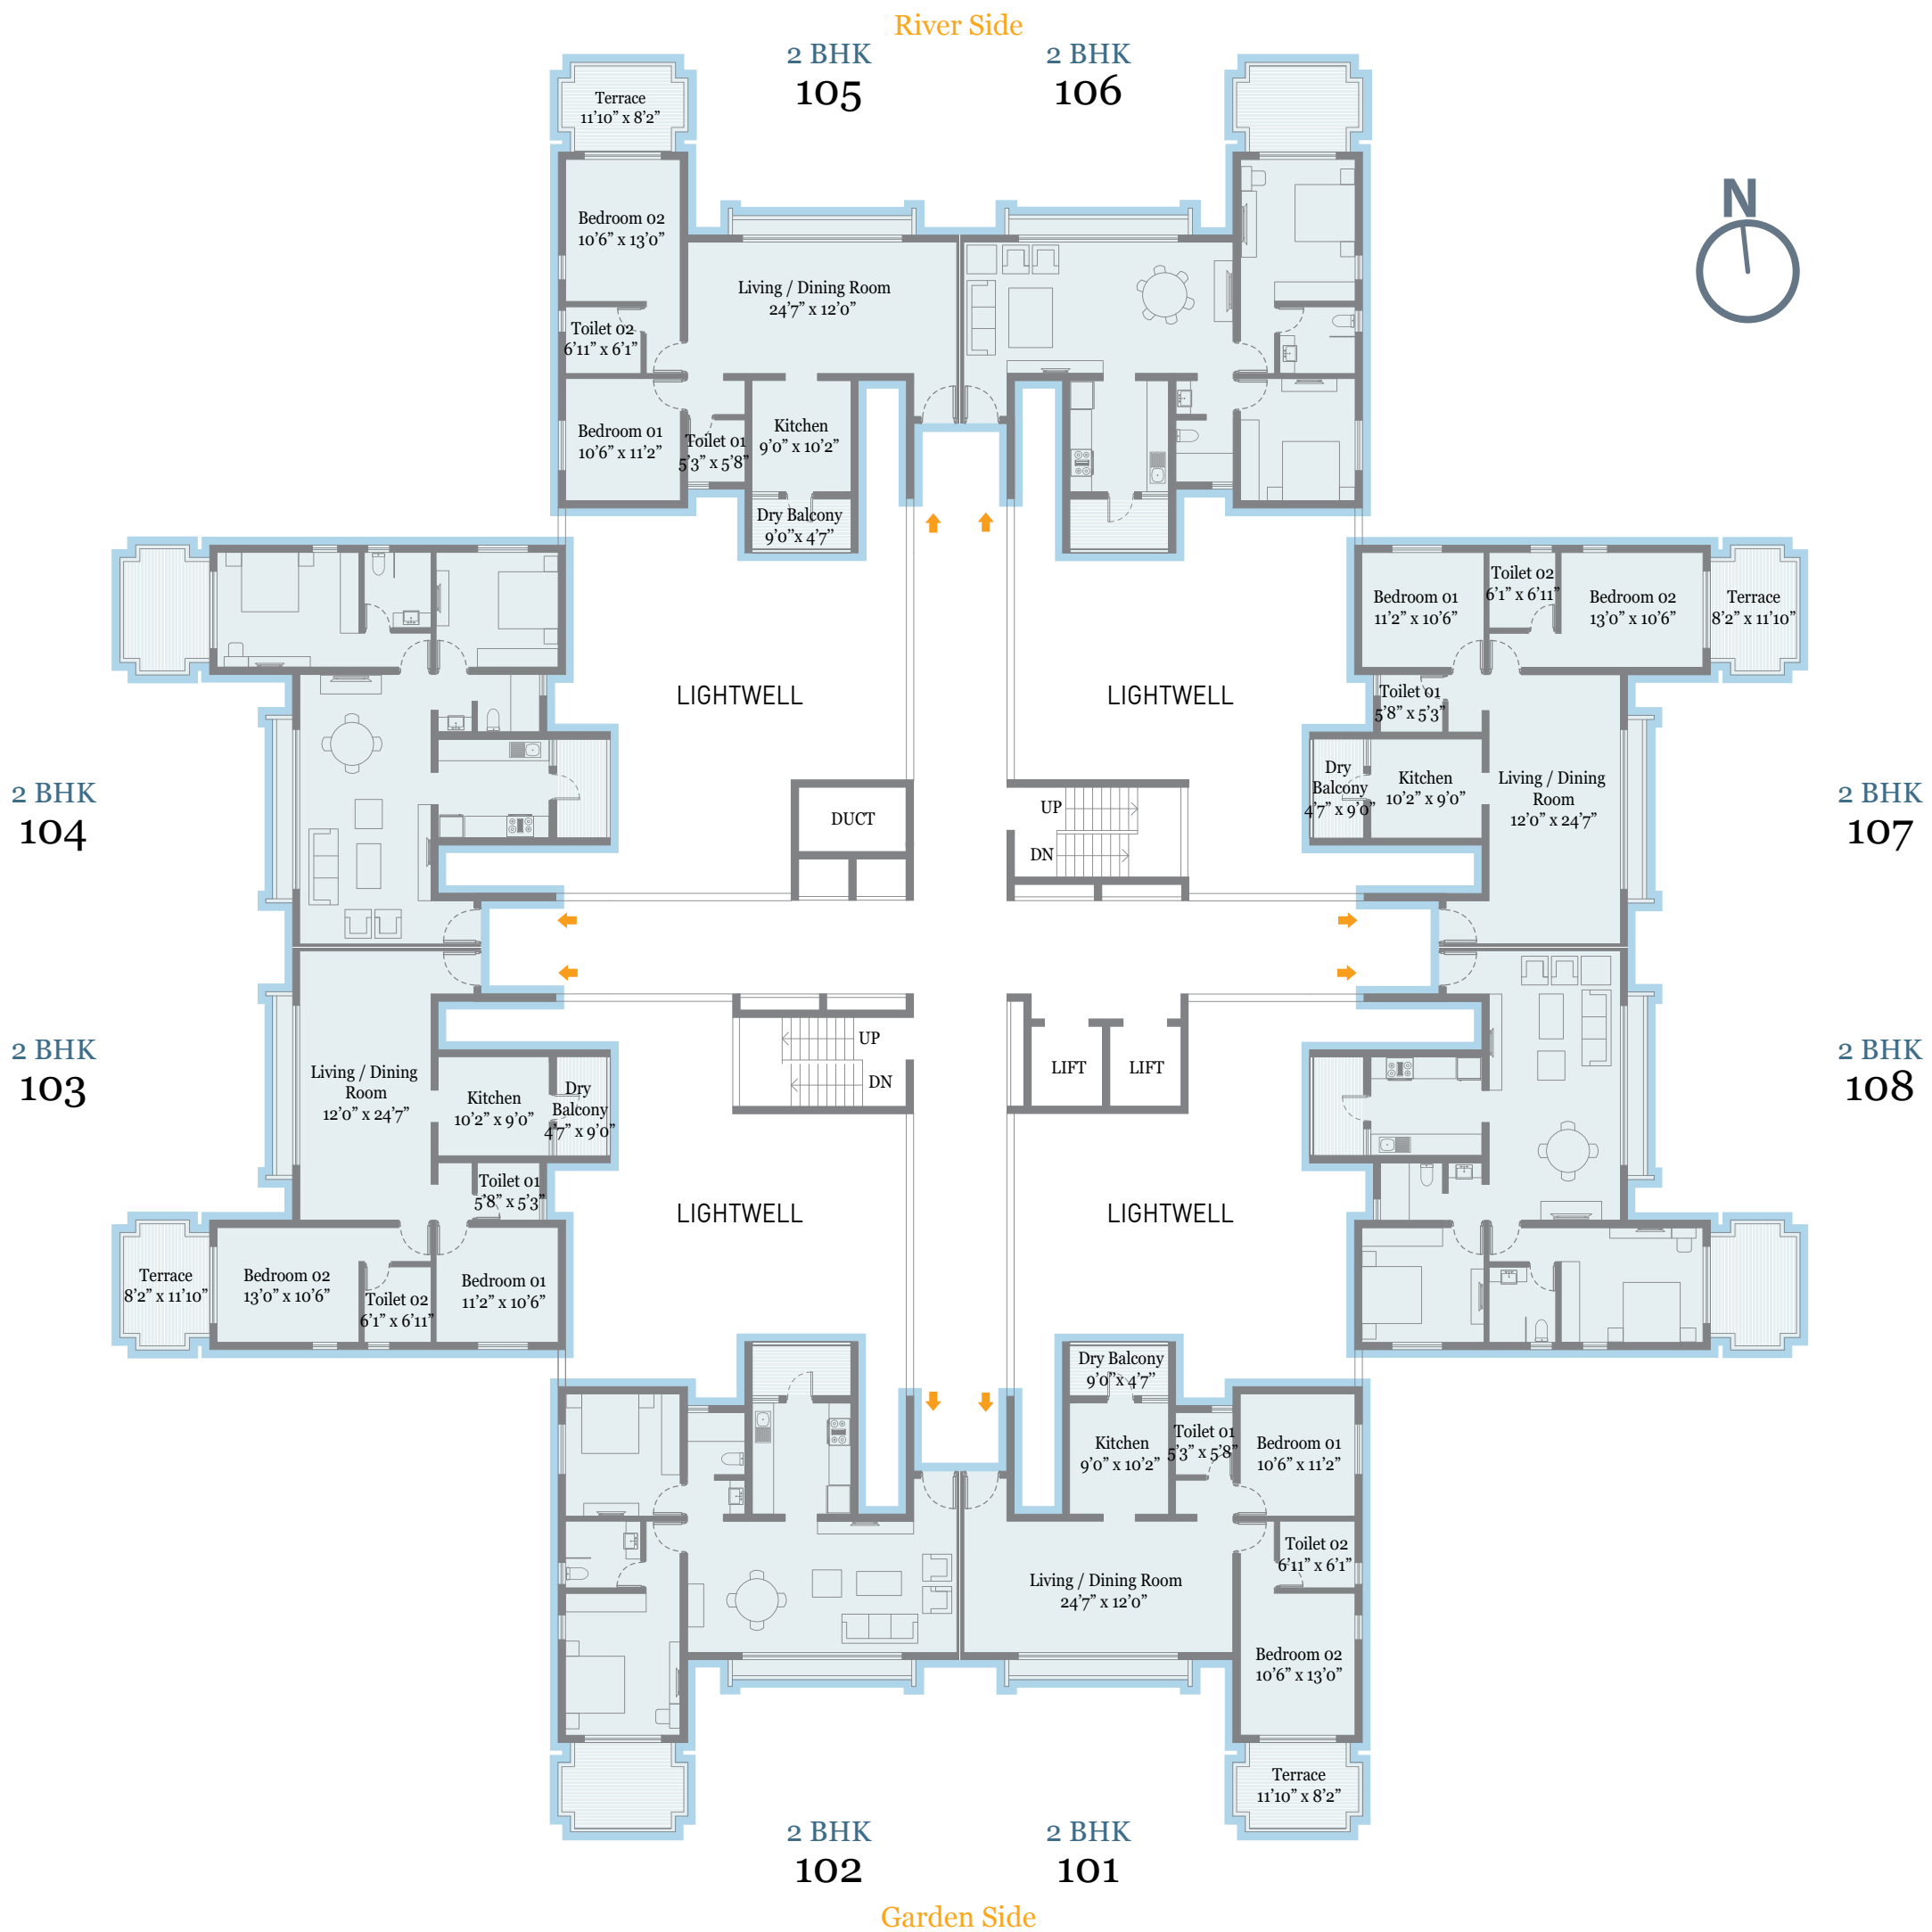 River Side
2 BHK
105
2 BHK
106
N
Terrace
11’10” x 8’2”
Bedroom 02
10’6” x 13’0”
Living / Dining Room
24’7” x 12’0”
Toilet 02
6’11” x 6’1”
Bedroom 01
10’6” x 11’2”
Toilet 01
5’3” x 5’8”
Kitchen
9’0” x 10’2”
Dry Balcony
9’0”x 4’7”
Bedroom 01
11’2” x 10’6”
Toilet 02
6’1” x 6’11”
Bedroom 02
13’0” x 10’6”
Terrace
8’2” x 11’10”
Toilet 01
5’8” x 5’3”
LIGHTWELL
LIGHTWELL
2 BHK
104
DUCT
UP
DN
Dry
Balcony
4’7” x 9’0”
Kitchen
10’2” x 9’0”
Living / Dining
Room
12’0” x 24’7”
2 BHK
107
2 BHK
103
Living / Dining
Room
12’0” x 24’7”
Kitchen
10’2” x 9’0”
Dry
Balcony
4’7” x 9’0”
UP
DN
LIFT
LIFT
2 BHK
108
Toilet 01
5’8” x 5’3”
LIGHTWELL
LIGHTWELL
Terrace
8’2” x 11’10”
Bedroom 02
13’0” x 10’6”
Toilet 02
6’1” x 6’11”
Bedroom 01
11’2” x 10’6”
Dry Balcony
9’0”x 4’7”
Kitchen
9’0” x 10’2”
Toilet 01
5’3” x 5’8”
Bedroom 01
10’6” x 11’2”
Toilet 02
6’11” x 6’1”
Living / Dining Room
24’7” x 12’0”
Bedroom 02
10’6” x 13’0”
Terrace
11’10” x 8’2”
2 BHK
102
2 BHK
101
Garden Side